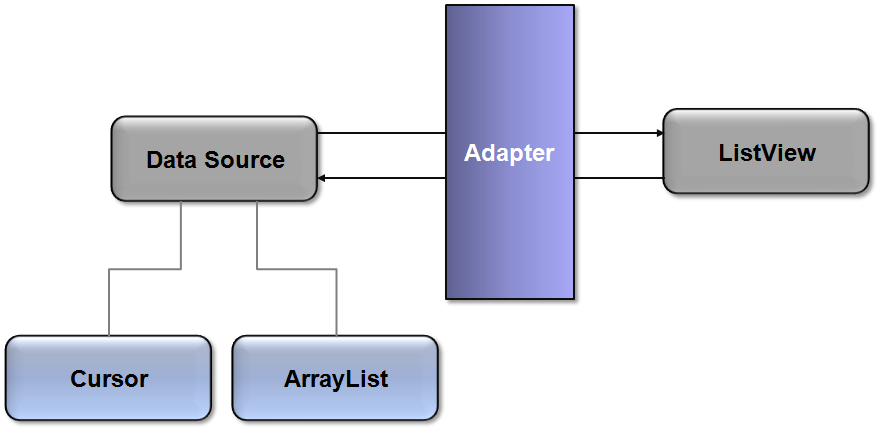 Data Source
Adapter
ListView
Cursor
ArrayList